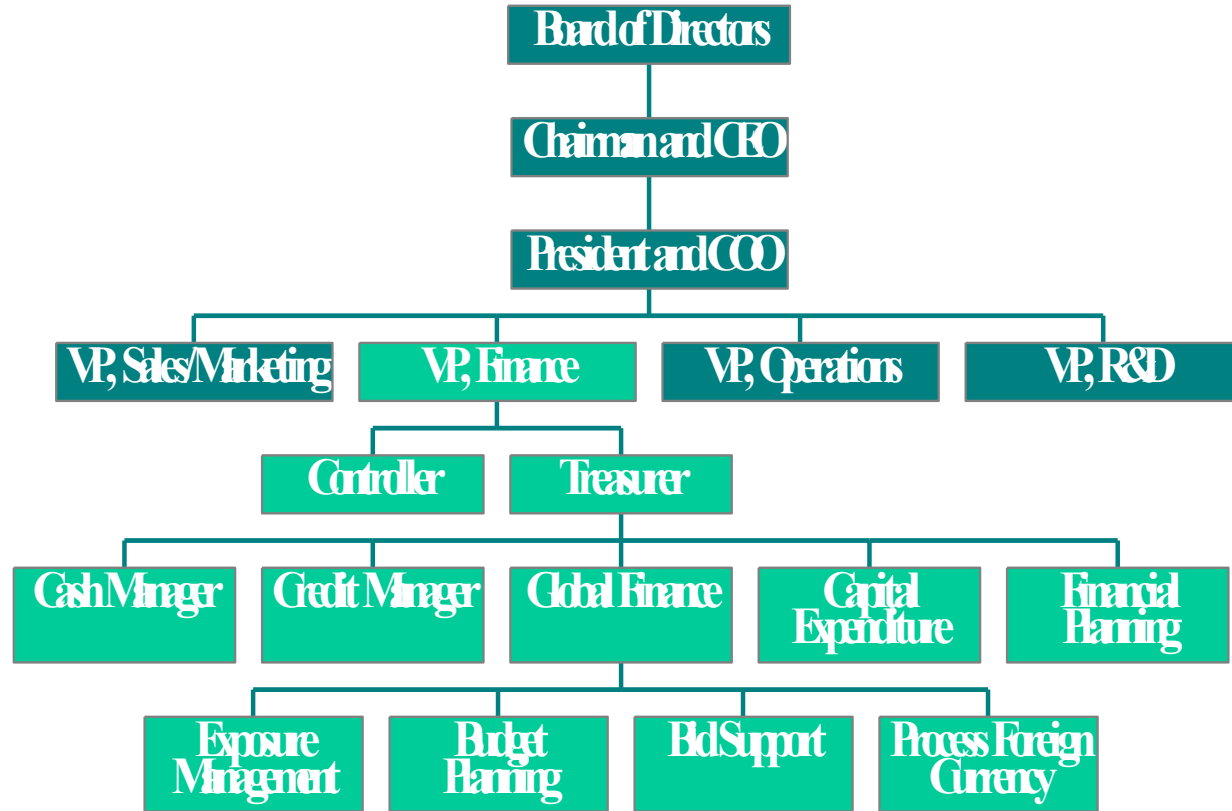 Board of Directors
Chairman and CEO
President and COO
VP, Sales/Marketing
VP, Finance
VP, Operations
VP, R&D
Controller
Treasurer
Cash Manager
Credit Manager
Global Finance
Capital
Expenditure
Financial
Planning
Exposure
Management
Budget
Planning
Bid Support
Process Foreign
Currency